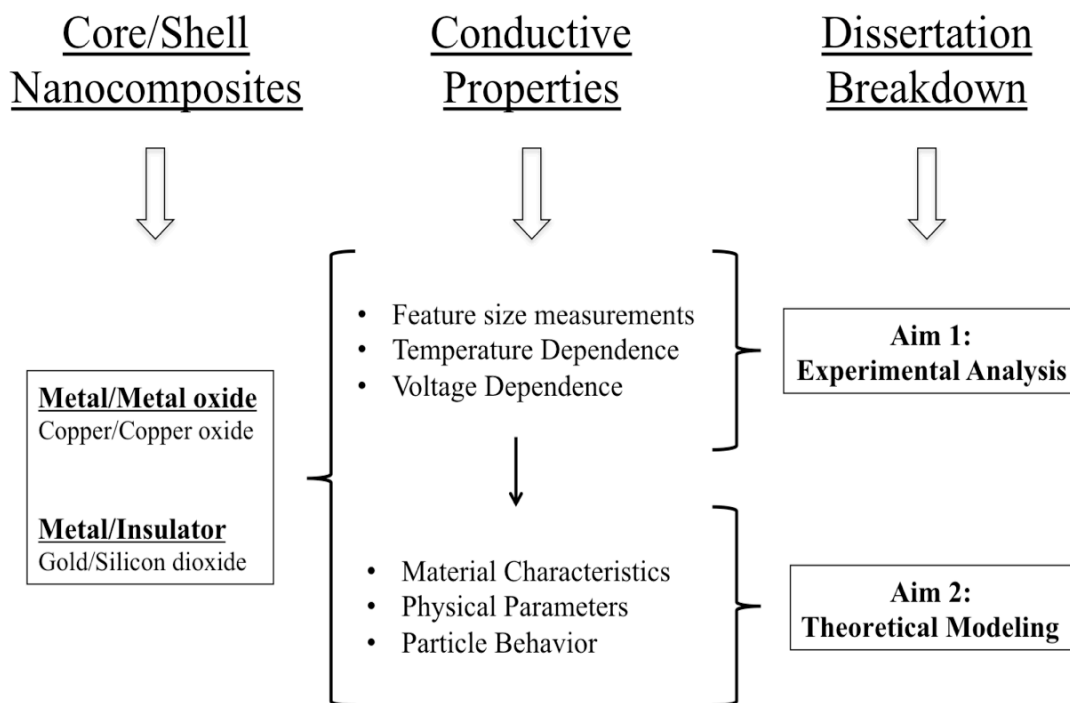 Core/Shell
Nanocomposites
Conductive
Properties
Dissertation
Breakdown
Metal/Metal oxide
Copper/Copper oxide
Metal/Insulator
Gold/Silicon dioxide
• Feature size measurements
• Temperature Dependence
• Voltage Dependence
• Material Characteristics
• Physical Parameters
• Particle Behavior
Aim 1:
Experimental Analysis
Aim 2:
Theoretical Modeling